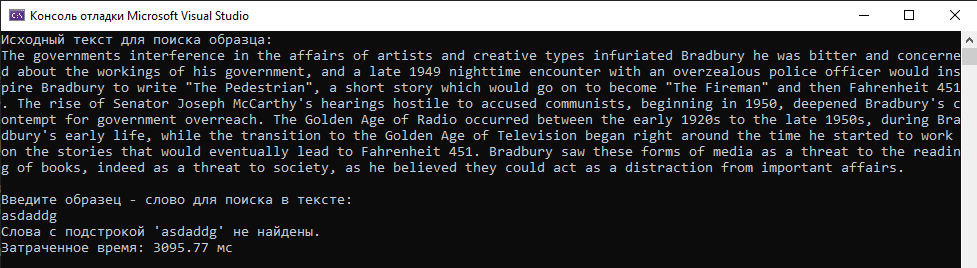 Консоль отладки Microsoft Visual Studio
Исходный текст для поиска образца:
The governments interference in the affairs of artists and creative types infuriated Bradbury he was bitter and concerne
d about the workings of his government, and a late 1949 nighttime encounter with an overzealous police officer would ins
pire Bradbury to write "The Pedestrian", a short story which would go on to become "The Fireman" and then Fahrenheit 451
. The rise of Senator Joseph McCarthy's hearings hostile to accused communists, beginning in 1950, deepened Bradbury's c
ontempt for government overreach. The Golden Age of Radio occurred between the early 1920s to the late 1950s, during Bra
dbury's early life, while the transition to the Golden Age of Television began right around the time he started to work
on the stories that would eventually lead to Fahrenheit 451. Bradbury saw these forms of media as a threat to the readin
g of books, indeed as a threat to society, as he believed they could act as a distraction from important affairs.
Введите образец - слово для поиска в тексте:
asdaddg
Слова с подстрокой 'asdaddg' не найдены.
Затраченное время: 3095.77 мс